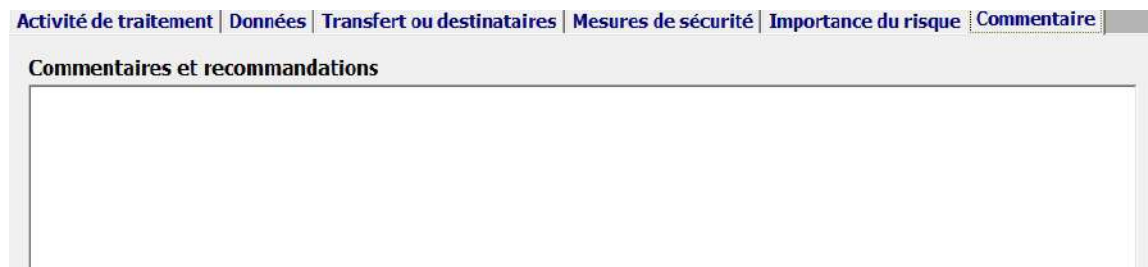 Activité de traitement Données Transfert ou destinataires Mesures de sécurité Importance du risque Commentaire
Commentaires et recommandations